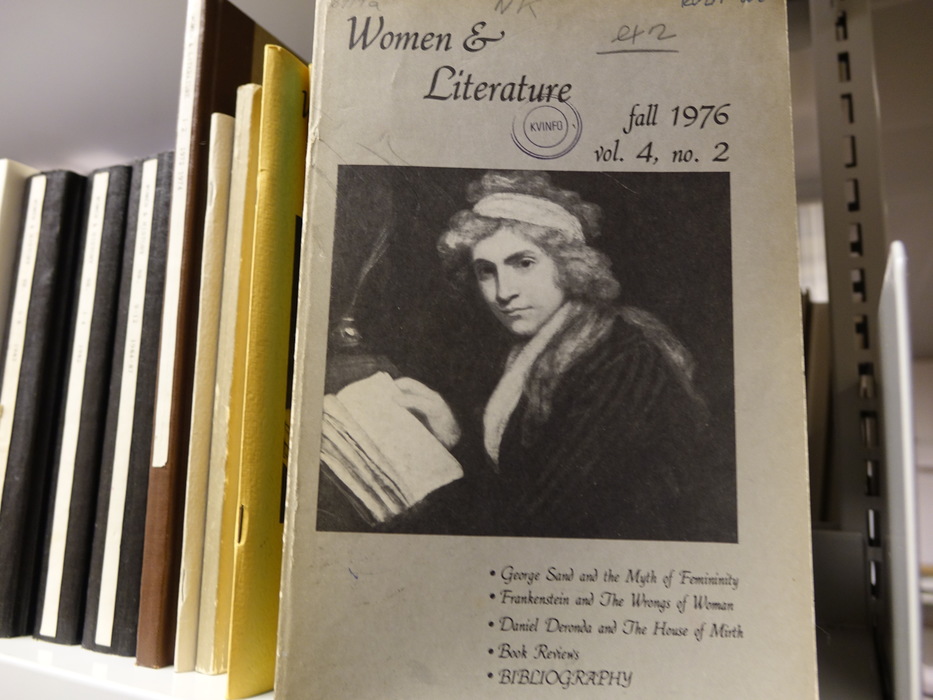 Women &
Literature
KVINFO
fall 1976
vol. 4, no. 2
• George Sand and the Myth of Femininity
• Frankenstein and The Wrongs of Woman
• Daniel Deronda and The House of Mirth
• Book Reviews
• BIBLIOGRAPHY